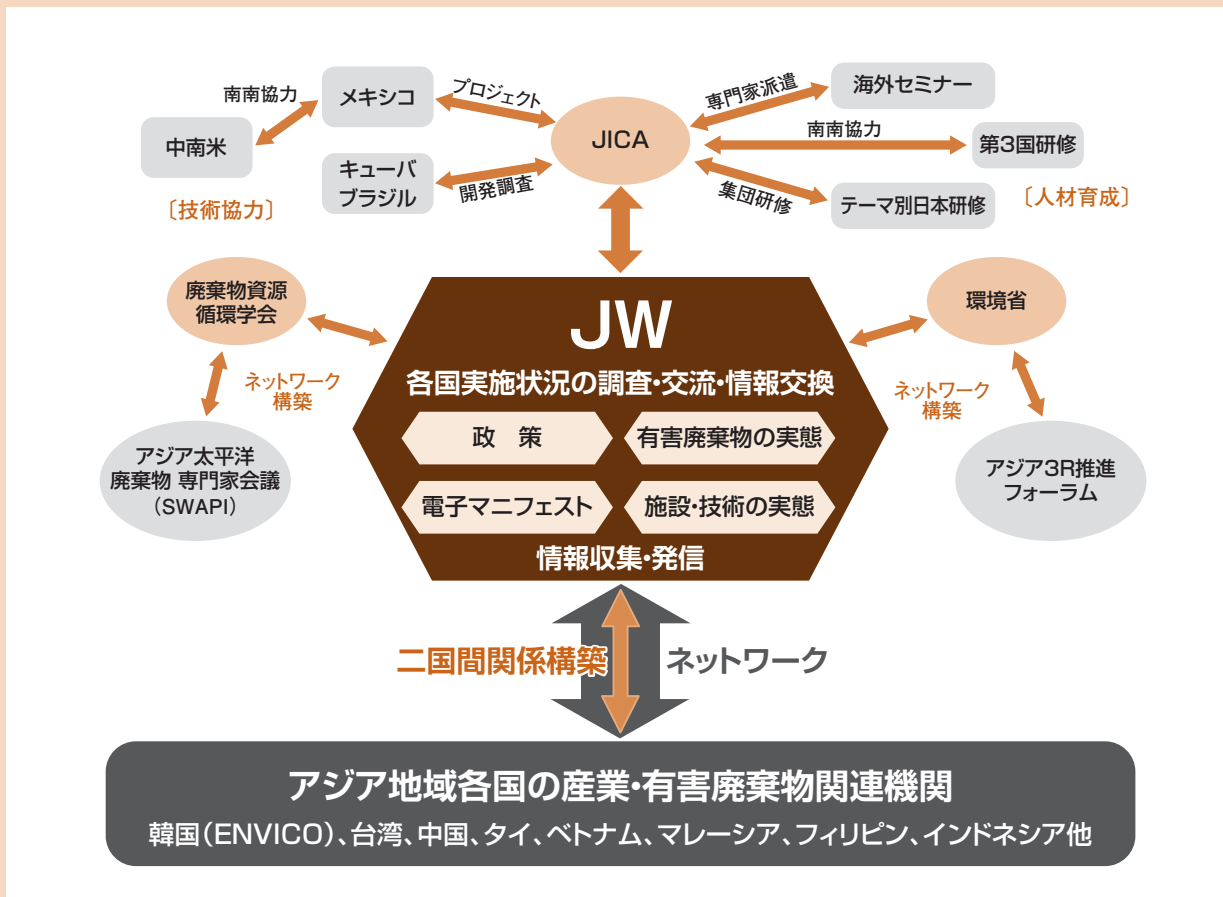 南南協力
メキシコ
プロジェクト
中南米
キューバ
ブラジル
開発調査
〔技術協力〕
JICA
専門家派遣
海外セミナー
南南協力
第3国研修
集団研修
テーマ別日本研修
〔人材育成〕
廃棄物資源
循環学会
ネットワーク
構築
アジア太平洋
廃棄物 専門家会議
(SWAPI)
JW
各国実施状況の調査・交流・情報交換
政 策
有害廃棄物の実態
電子マニフェスト
施設・技術の実態
情報収集・発信
環境省
ネットワーク
構築
アジア3R推進
フォーラム
二国間関係構築
ネットワーク
アジア地域各国の産業・有害廃棄物関連機関
韓国(ENVICO)、台湾、中国、タイ、ベトナム、マレーシア、フィリピン、インドネシア他